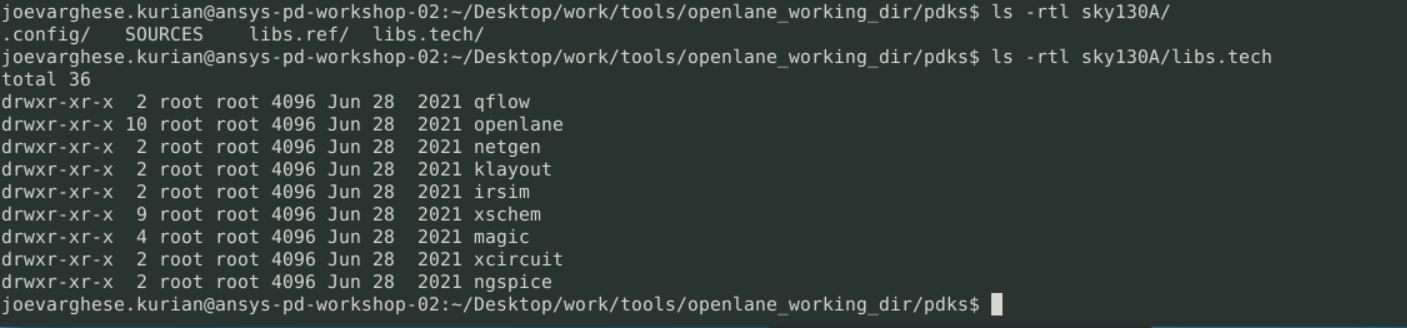 joevarghese.kurian@ansys-pd-workshop-02:~/Desktop/work/tools/openlane_working_dir/pdks$ ls -rtl sky130A/
.config/   SOURCES    libs.ref/  libs.tech/
joevarghese.kurian@ansys-pd-workshop-02:~/Desktop/work/tools/openlane_working_dir/pdks$ ls -rtl sky130A/libs.tech
total 36
drwxr-xr-x  2 root root 4096 Jun 28  2021 qflow
drwxr-xr-x 10 root root 4096 Jun 28  2021 openlane
drwxr-xr-x  2 root root 4096 Jun 28  2021 netgen
drwxr-xr-x  2 root root 4096 Jun 28  2021 klayout
drwxr-xr-x  2 root root 4096 Jun 28  2021 irsim
drwxr-xr-x  9 root root 4096 Jun 28  2021 xschem
drwxr-xr-x  4 root root 4096 Jun 28  2021 magic
drwxr-xr-x  2 root root 4096 Jun 28  2021 xcircuit
drwxr-xr-x  2 root root 4096 Jun 28  2021 ngspice
joevarghese.kurian@ansys-pd-workshop-02:~/Desktop/work/tools/openlane_working_dir/pdks$